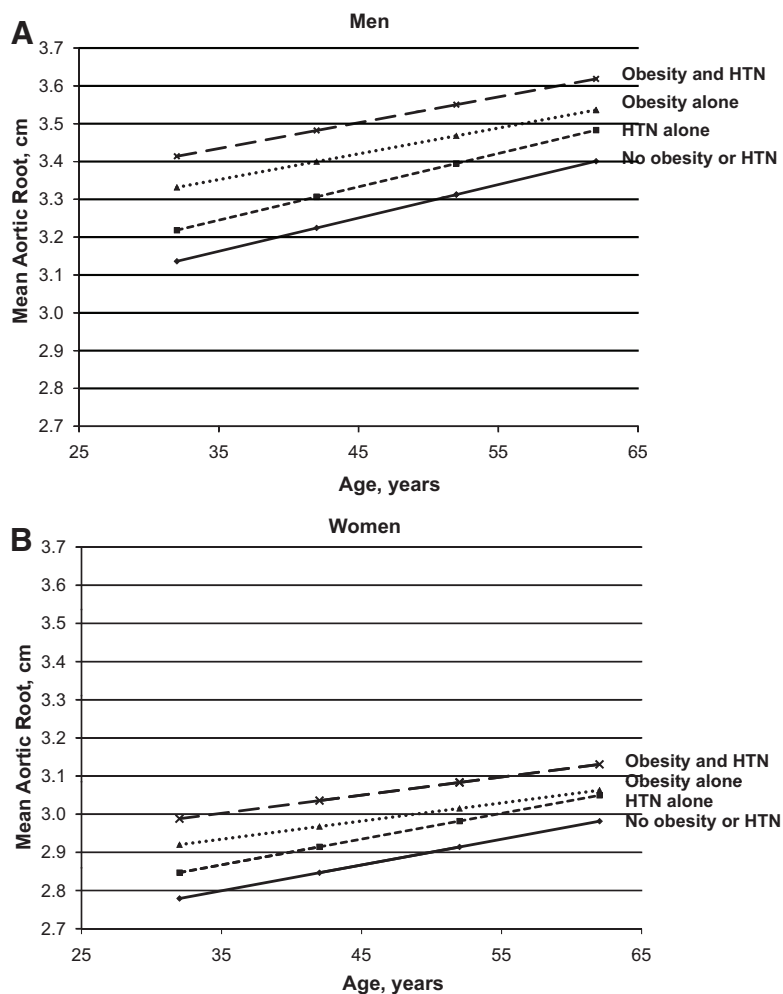 A
Men
3.7
3.6
3.5
3.4
3.3
3.2
3.1
3.0
2.9
2.8
2.7
Mean Aortic Root, cm
Obesity and HTN
Obesity alone
HTN alone
No obesity or HTN
25 35 45 55 65
Age, years
B
Women
3.7
3.6
3.5
3.4
3.3
3.2
3.1
3.0
2.9
2.8
2.7
Mean Aortic Root, cm
Obesity and HTN
Obesity alone
HTN alone
No obesity or HTN
25 35 45 55 65
Age, years